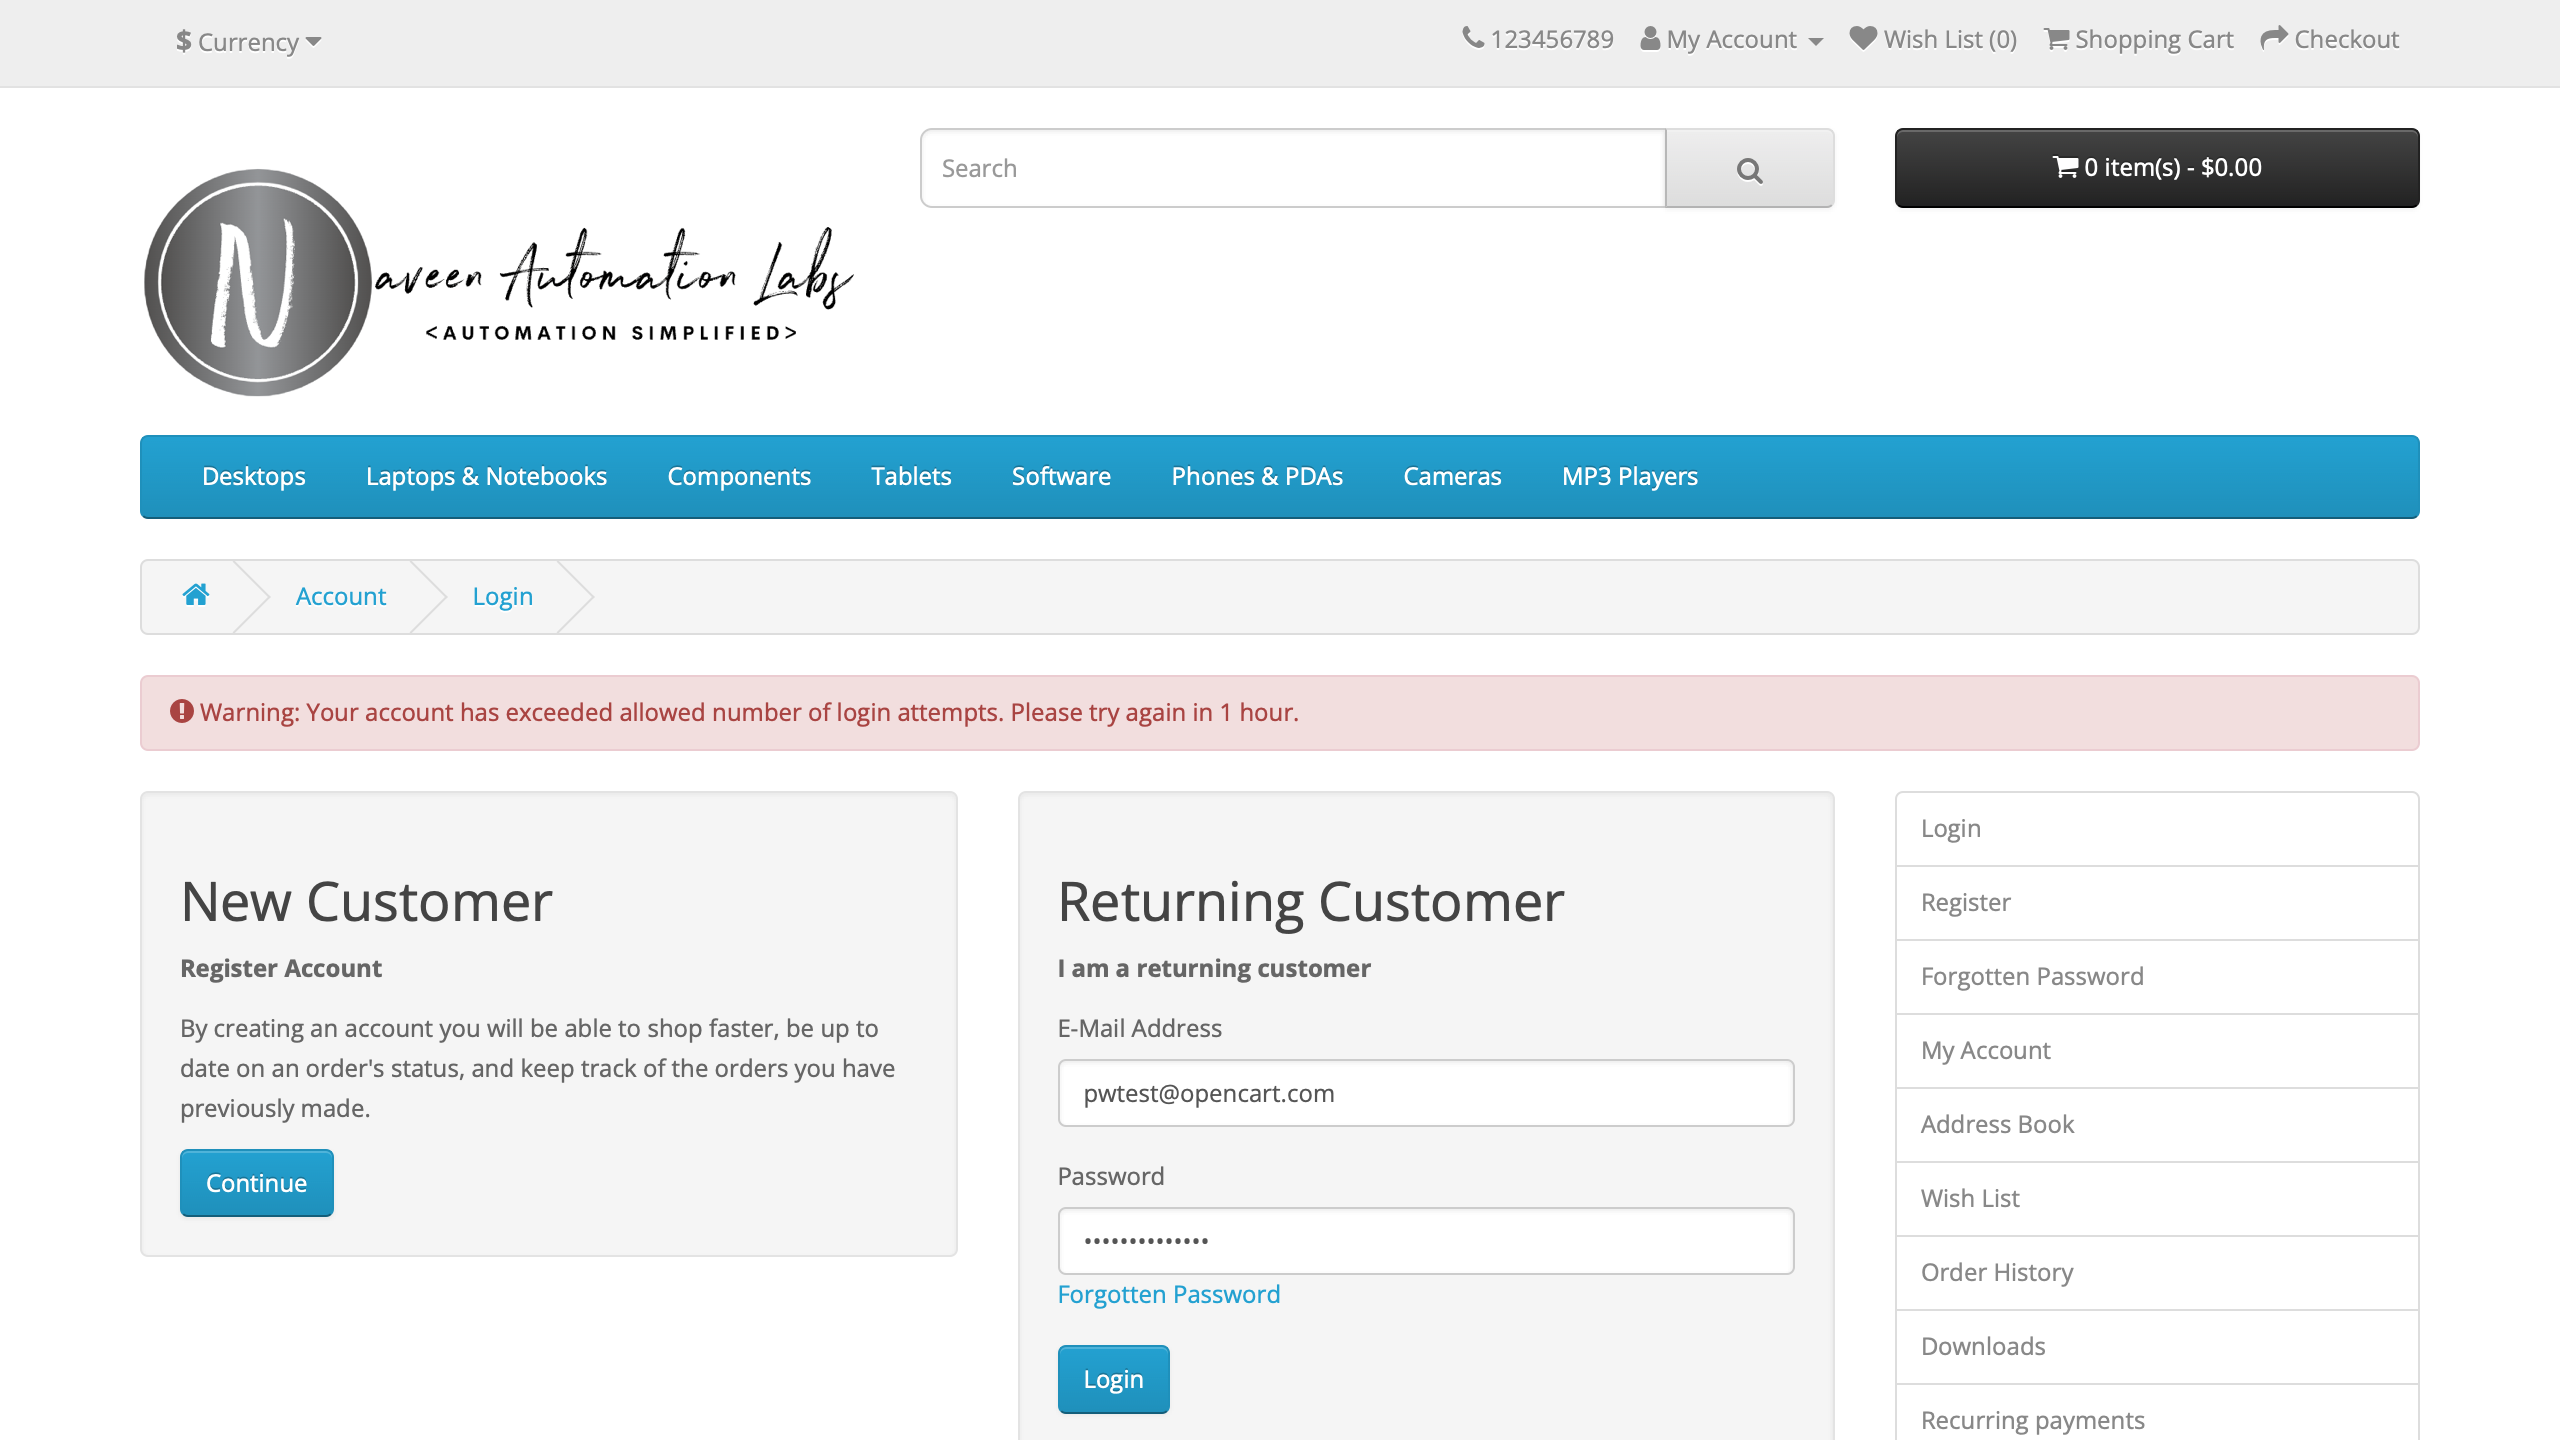 $ Currency
123456789 My Account Wish List (0) Shopping Cart Checkout
Search
0 item(s) - $0.00
N
aveen Automation Labs
<AUTOMATION SIMPLIFIED>
Desktops Laptops & Notebooks Components Tablets Software Phones & PDAs Cameras MP3 Players
Account Login
Warning: Your account has exceeded allowed number of login attempts. Please try again in 1 hour.
New Customer
Register Account
By creating an account you will be able to shop faster, be up to
date on an order's status, and keep track of the orders you have
previously made.
Continue
Returning Customer
I am a returning customer
E-Mail Address
pwtest@opencart.com
Password
••••••••••••••
Forgotten Password
Login
Login
Register
Forgotten Password
My Account
Address Book
Wish List
Order History
Downloads
Recurring payments